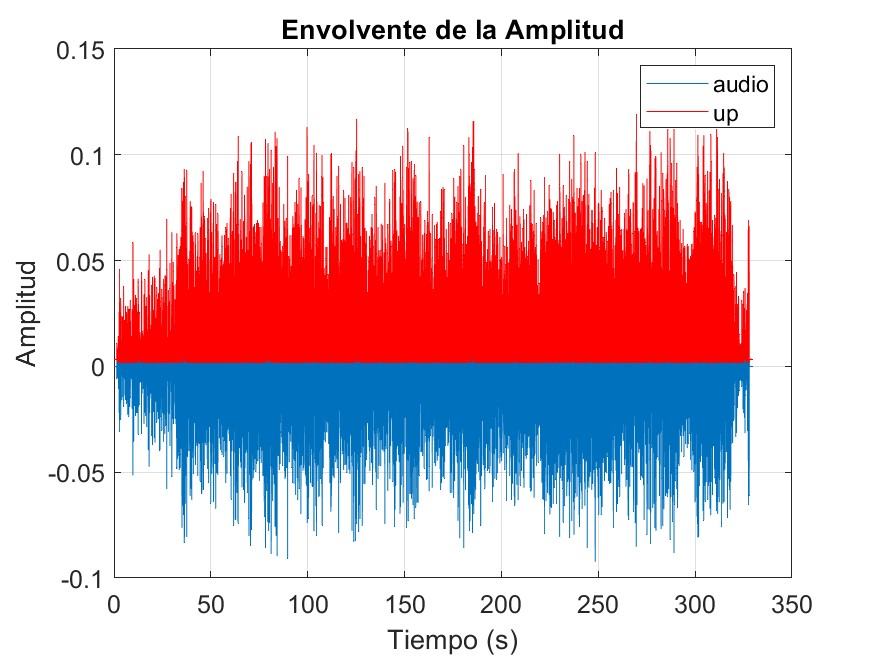 Envolvente de la Amplitud
0.15
0.1
0.05
0
-0.05
-0.1
Amplitud
audio
up
0 50 100 150 200 250 300 350
Tiempo (s)